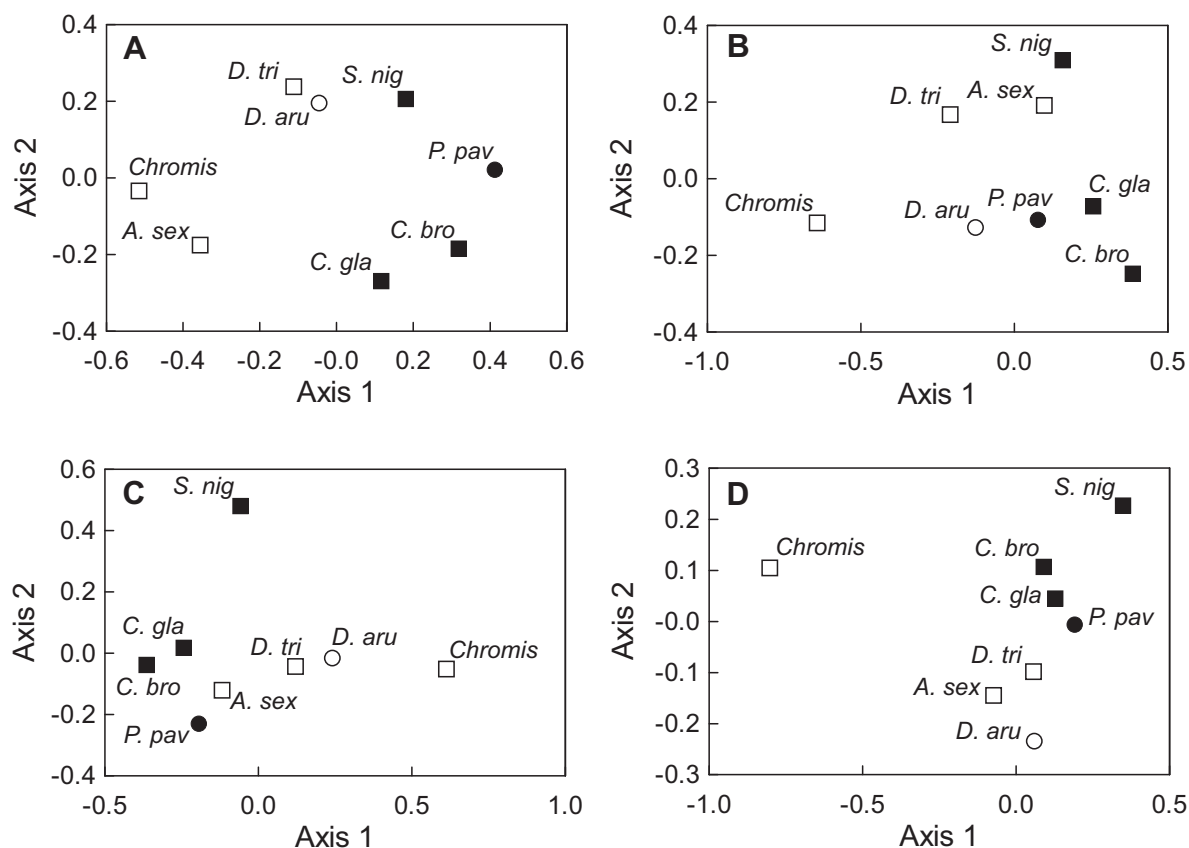 A
D. tri
S. nig
D. aru
P. pav
Chromis
A. sex
C. bro
C. gla
0.4
0.2
0.0
-0.2
-0.4
Axis 2
-0.6 -0.4 -0.2 -0.0 0.2 0.4 0.6
Axis 1
B
S. nig
D. tri
A. sex
C. gla
P. pav
Chromis
D. aru
C. bro
0.4
0.2
0.0
-0.2
-0.4
Axis 2
-1.0 -0.5 0.0 0.5
Axis 1
C
S. nig
C. gla
D. tri
D. aru
Chromis
C. bro
A. sex
P. pav
0.6
0.4
0.2
0.0
-0.2
-0.4
Axis 2
-0.5 0.0 0.5 1.0
Axis 1
D
S. nig
Chromis
C. bro
C. gla
P. pav
D. tri
A. sex
D. aru
0.3
0.2
0.1
-0.0
-0.1
-0.2
-0.3
Axis 2
-1.0 -0.5 0.0 0.5
Axis 1